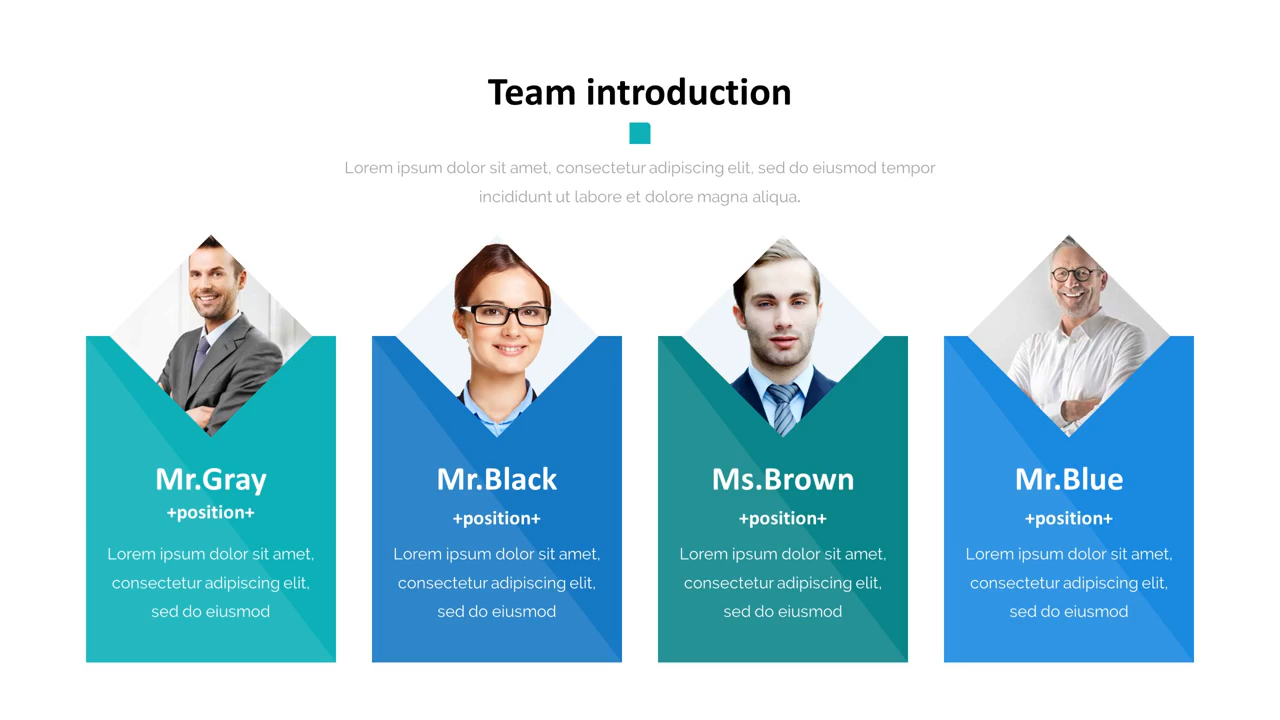 Team introduction
Lorem ipsum dolor sit amet, consectetur adipiscing elit, sed do eiusmod tempor
incididunt ut labore et dolore magna aliqua.
Mr.Gray
+position+
Lorem ipsum dolor sit amet,
consectetur adipiscing elit,
sed do eiusmod
Mr.Black
+position+
Lorem ipsum dolor sit amet,
consectetur adipiscing elit,
sed do eiusmod
Ms.Brown
+position+
Lorem ipsum dolor sit amet,
consectetur adipiscing elit,
sed do eiusmod
Mr.Blue
+position+
Lorem ipsum dolor sit amet,
consectetur adipiscing elit,
sed do eiusmod